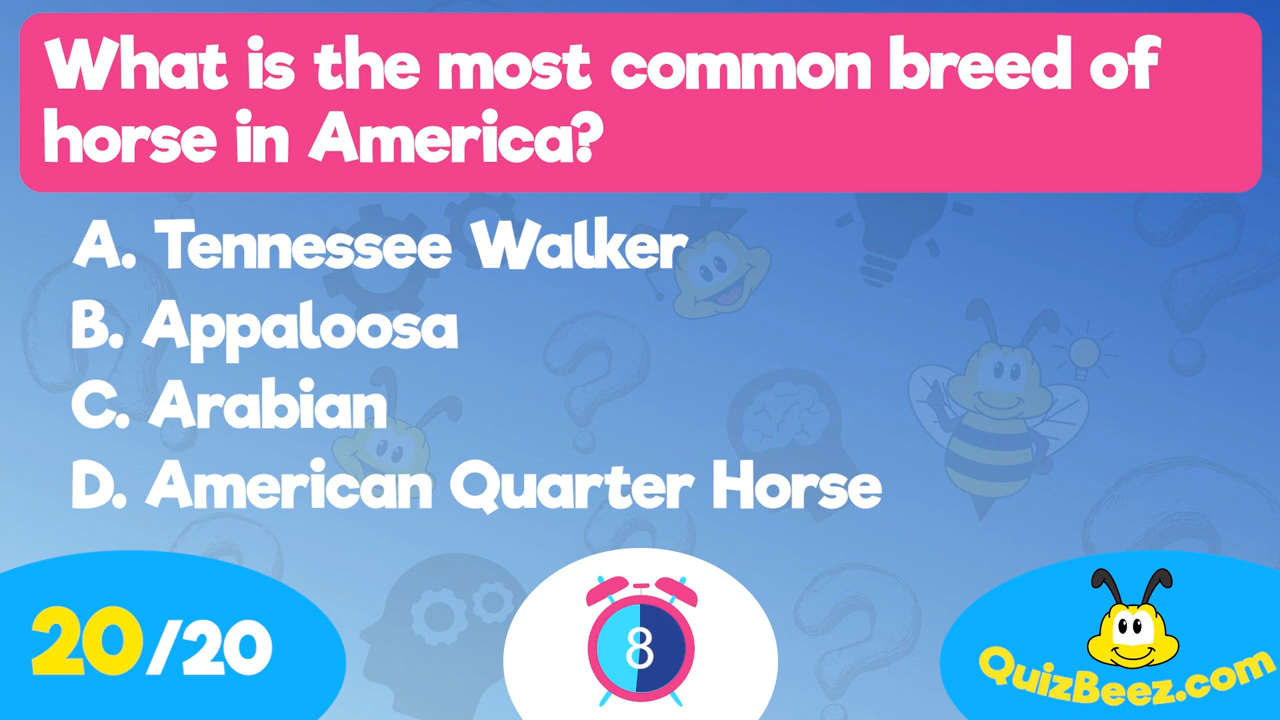 What is the most common breed of
horse in America?
A. Tennessee Walker
B. Appaloosa
C. Arabian
D. American Quarter Horse
20/20
8
QuizBeez.com